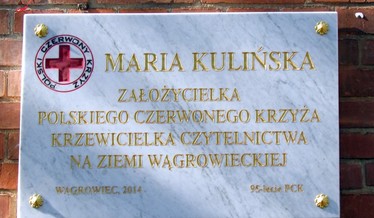 POLSKI CZERWONY KRZYŻ
MARIA KULIŃSKA
ZAŁOŻYCIELKA
POLSKIEGO CZERWONEGO KRZYŻA
KRZEWICIELKA CZYTELNICTWA
NA ZIEMI WĄGROWIECKIEJ
WĄGROWIEC, 2014 95-lecie PCK